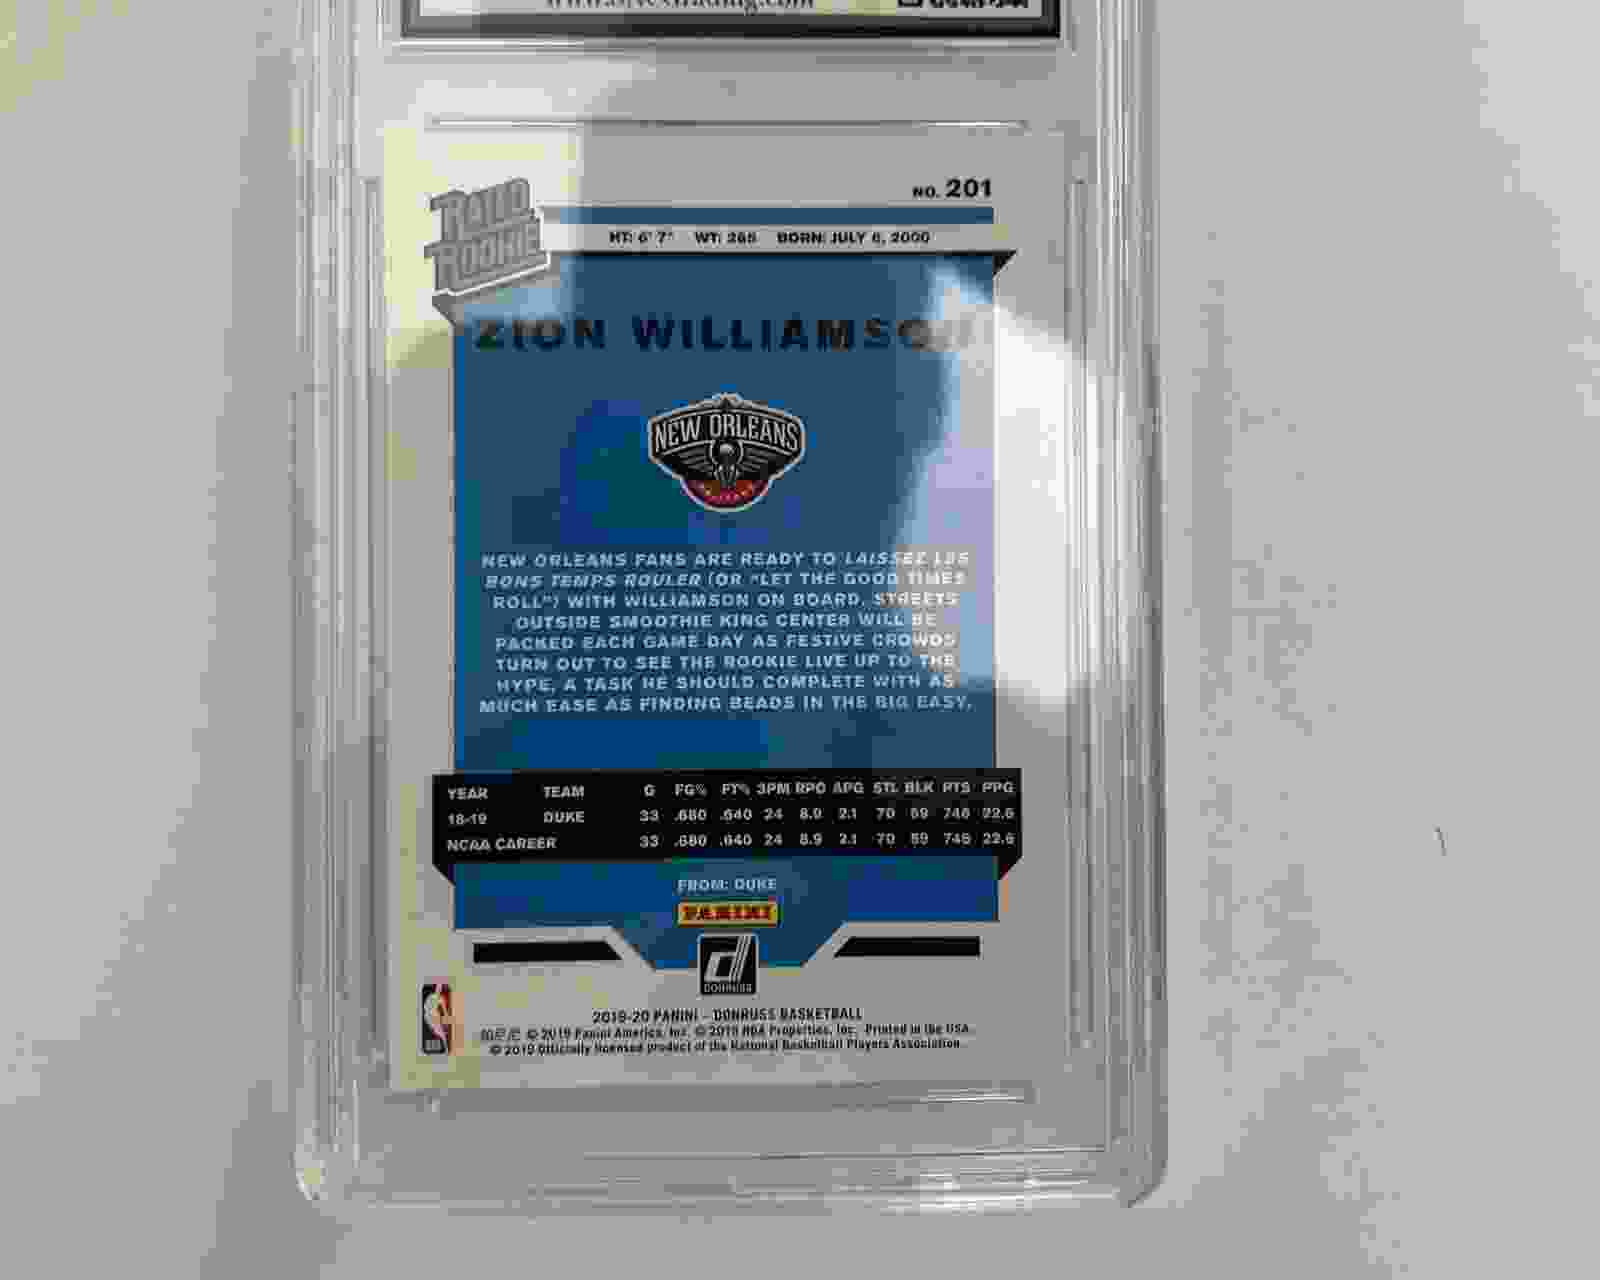 RATED
ROOKIE
NO. 201
HT: 6' 7" WT: 285 BORN: JULY 6, 2000
ZION WILLIAMSON
NEW ORLEANS
NEW ORLEANS FANS ARE READY TO LAISSEZ LES
BONS TEMPS ROULER (OR "LET THE GOOD TIMES
ROLL") WITH WILLIAMSON ON BOARD. STREETS
OUTSIDE SMOOTHIE KING CENTER WILL BE
PACKED EACH GAME DAY AS FESTIVE CROWDS
TURN OUT TO SEE THE ROOKIE LIVE UP TO THE
HYPE, A TASK HE SHOULD COMPLETE WITH AS
MUCH EASE AS FINDING BEADS IN THE BIG EASY.
YEAR TEAM G FG% FT% 3PM RPG APG STL BLK PTS PPG
18-19 DUKE 33 .680 .640 24 8.9 2.1 70 59 746 22.6
NCAA CAREER 33 .680 .640 24 8.9 2.1 70 59 746 22.6
FROM: DUKE
PANINI
d
DONRUSS
2019-20 PANINI - DONRUSS BASKETBALL
© 2019 Panini America, Inc. © 2019 NBA Properties, Inc. Printed in the USA.
© 2019 Officially licensed product of the National Basketball Players Association.